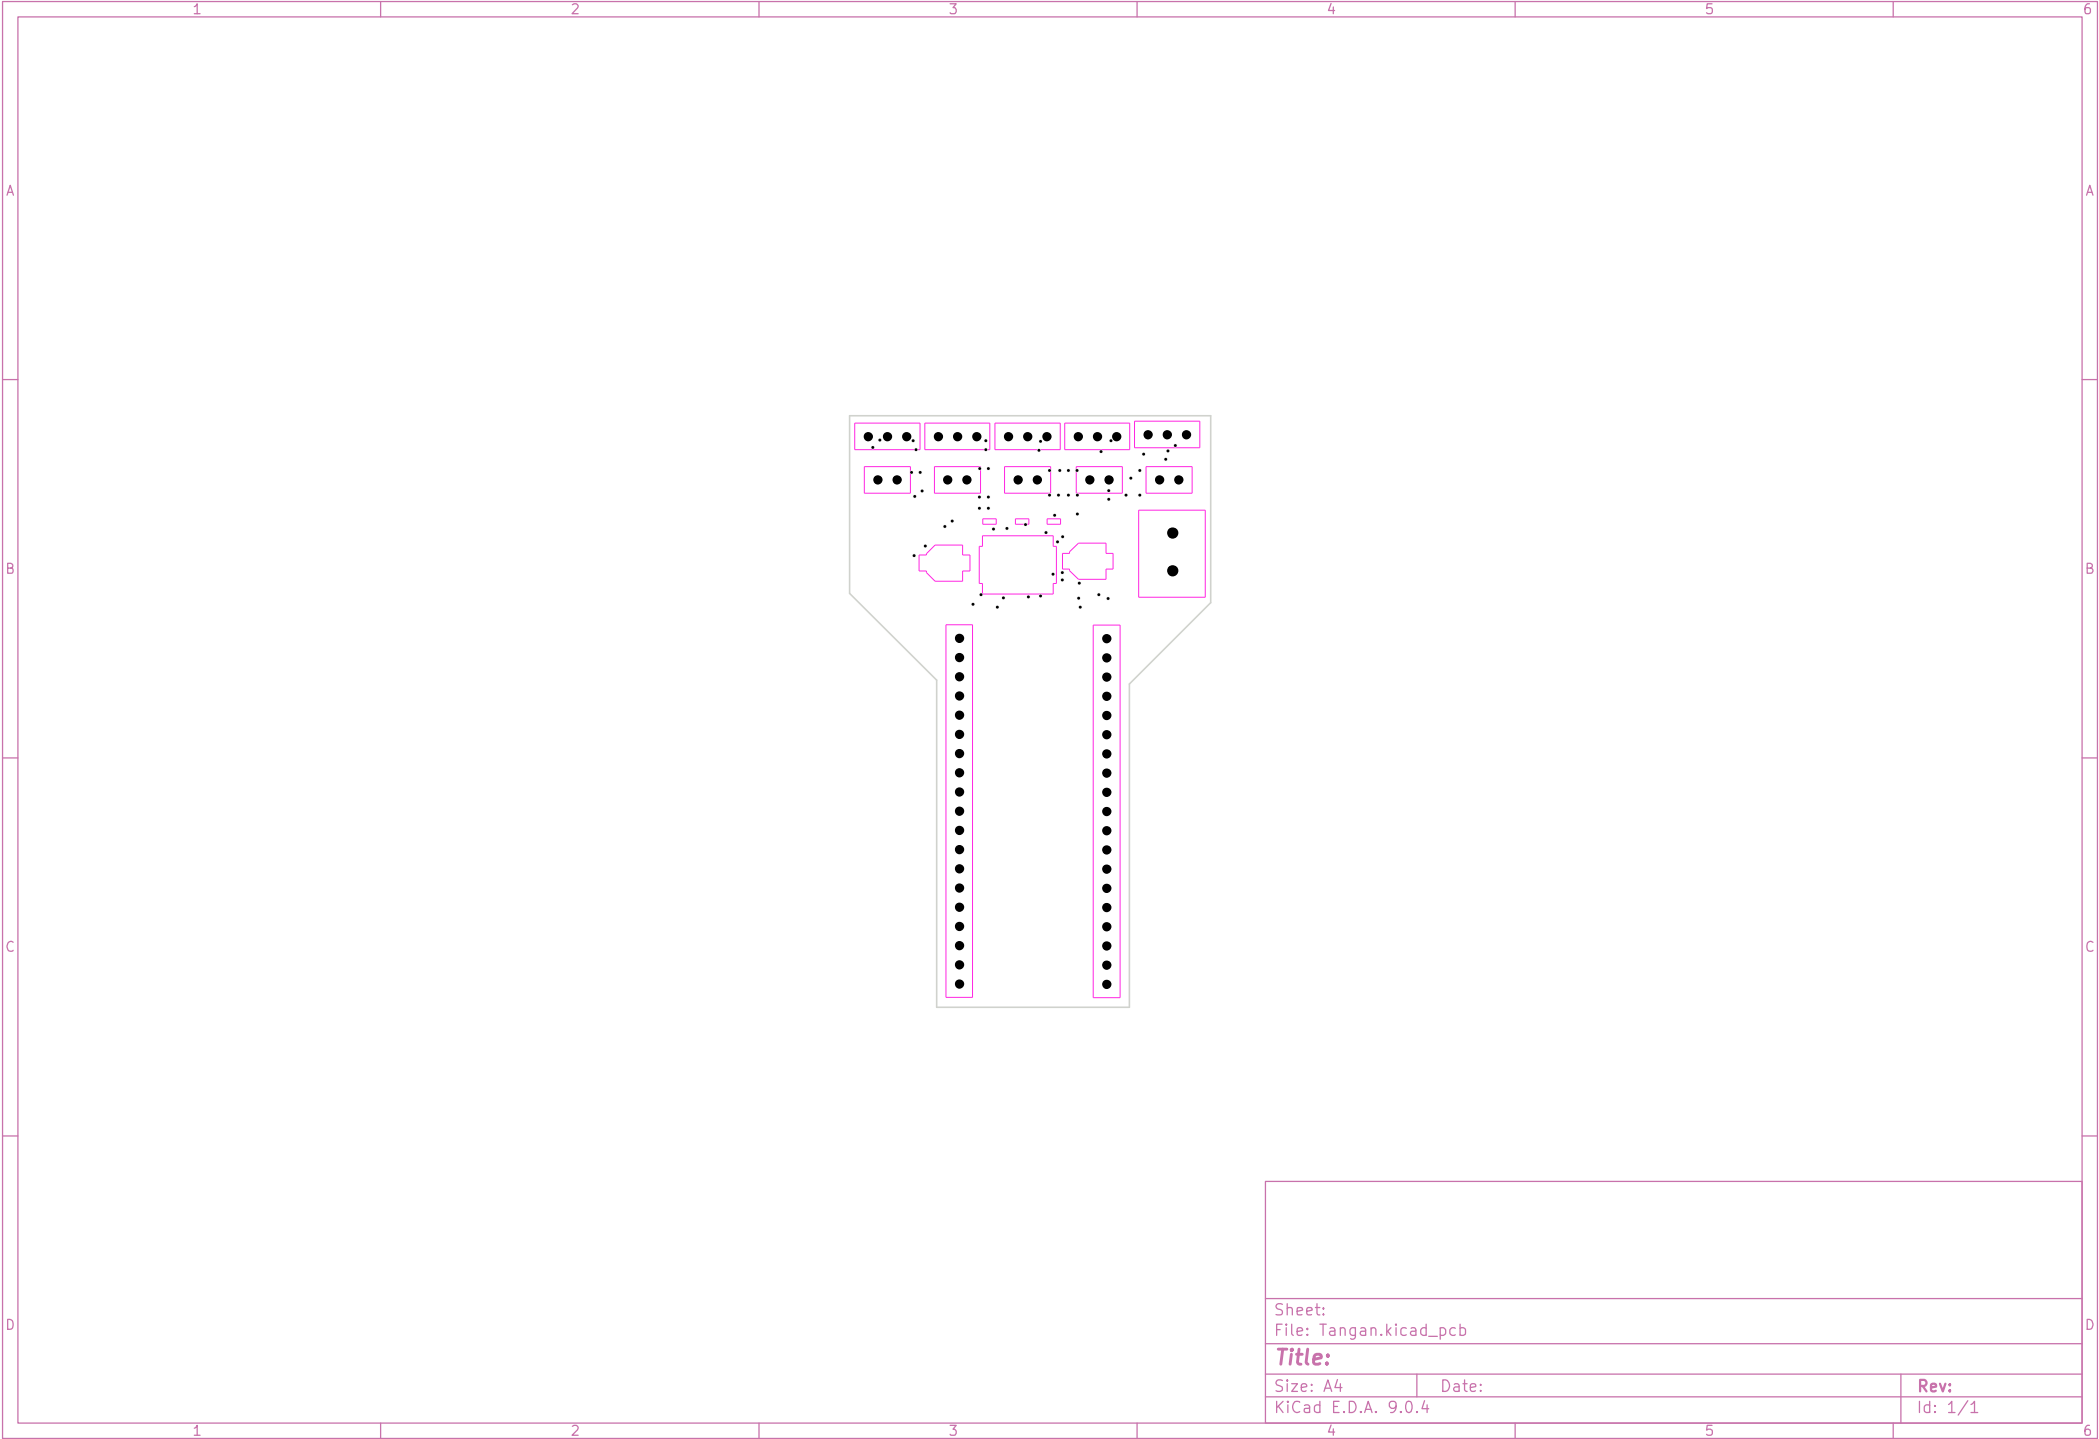 1 2 3 4 5 6
A A
B B
C C
D D
Sheet:
File: Tangan.kicad_pcb
Title:
Size: A4 Date: Rev:
KiCad E.D.A. 9.0.4 Id: 1/1
1 2 3 4 5 6